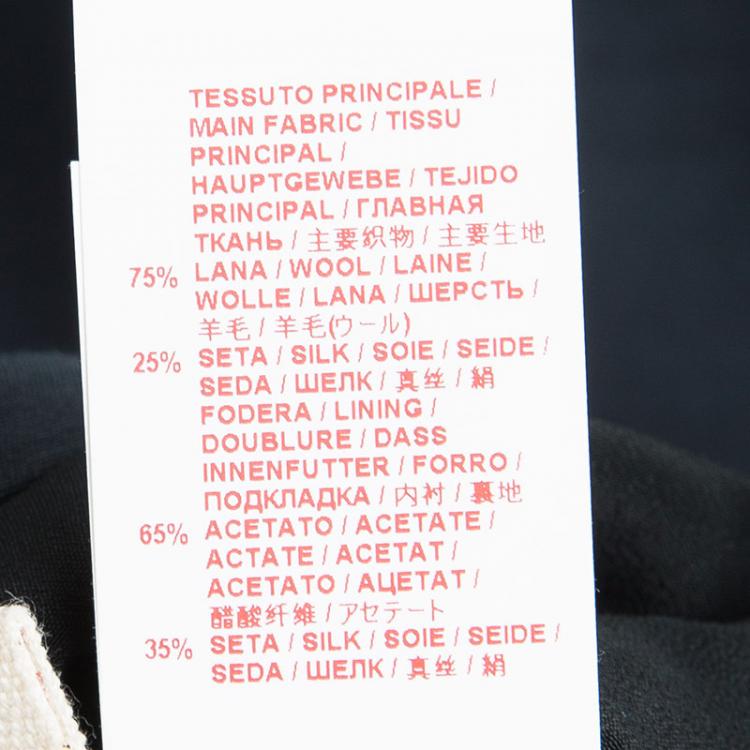 TESSUTO PRINCIPALE /
MAIN FABRIC / TISSU
PRINCIPAL /
HAUPTGEWEBE / TEJIDO
PRINCIPAL / ГЛАВНАЯ
ТКАНЬ / 主要织物 / 主要生地
75% LANA / WOOL / LAINE /
WOLLE / LANA / ШЕРСТЬ /
羊毛 / 羊毛(ウール)
25% SETA / SILK / SOIE / SEIDE /
SEDA / ШЕЛК / 真丝 / 絹
FODERA / LINING /
DOUBLURE / DASS
INNENFUTTER / FORRO /
ПОДКЛАДКА / 内衬 / 裏地
65% ACETATO / ACETATE /
ACTATE / ACETAT /
ACETATO / АЦЕТАТ /
醋酸纤维 / アセテート
35% SETA / SILK / SOIE / SEIDE /
SEDA / ШЕЛК / 真丝 / 絹